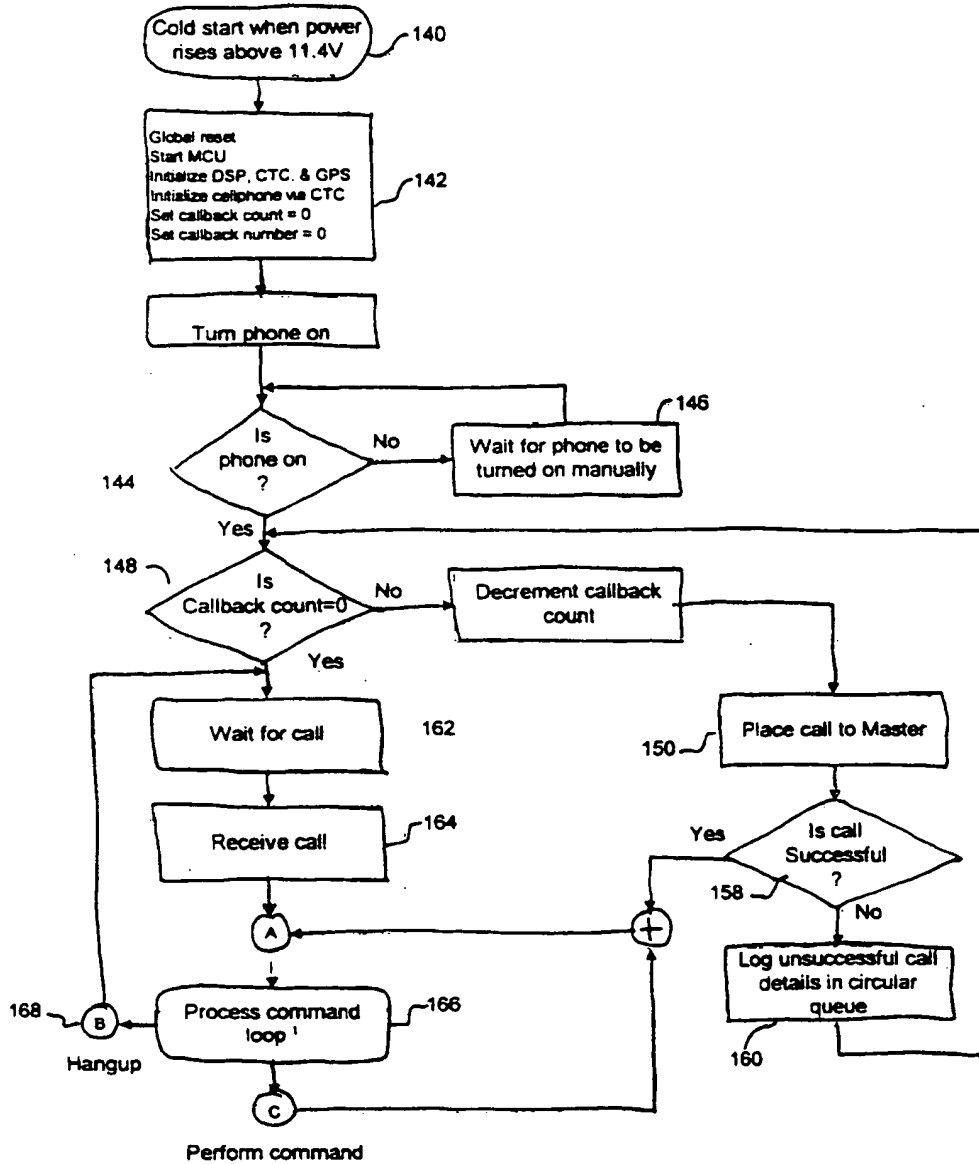 Cold start when power
rises above 11.4V
140
Global reset
Start MCU
Initialize DSP, CTC. & GPS
Initialize cellphone via CTC
Set callback count = 0
Set callback number = 0
142
Turn phone on
Is
phone on
?
144
No
Wait for phone to be
turned on manually
146
Yes
148
Is
Callback count=0
?
No
Decrement callback
count
Yes
Wait for call
162
150
Place call to Master
Receive call
164
Yes
Is call
Successful
?
158
No
A
+
Log unsuccessful call
details in circular
queue
160
168
B
Hangup
Process command
loop
166
C
Perform command